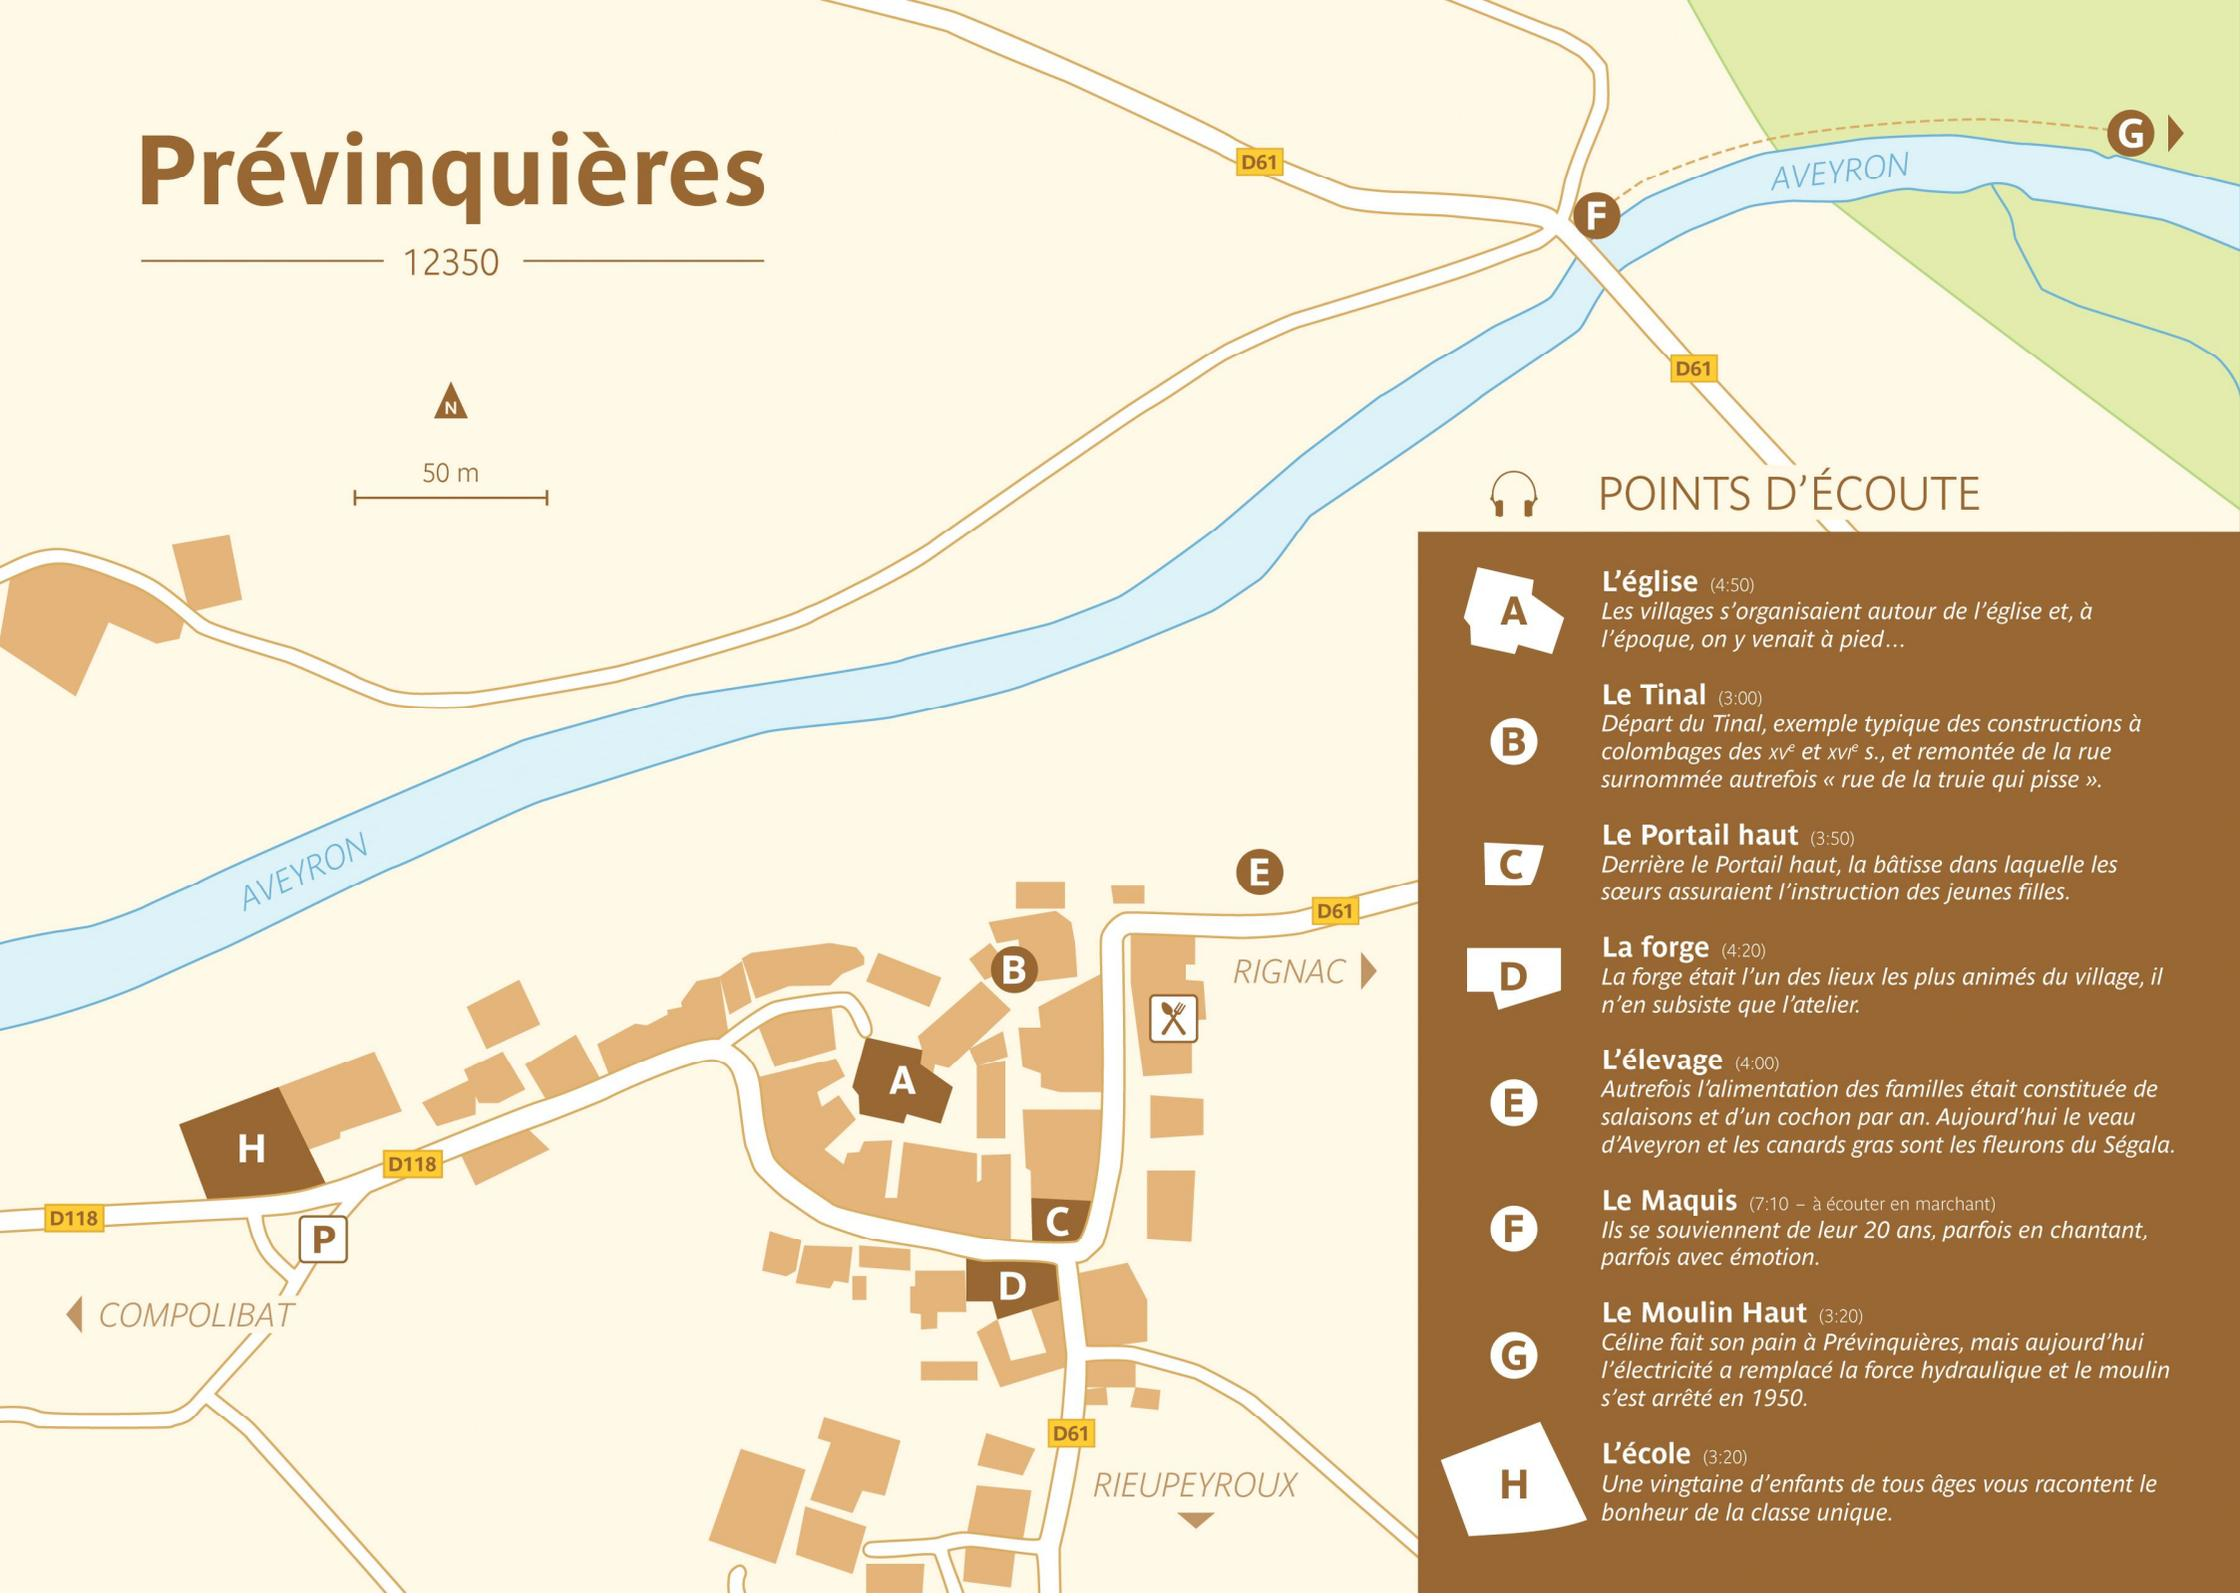 Prévinquières
12350
N
50 m
D61
F
AVEYRON
G
D61
AVEYRON
E
D61
B
RIGNAC
A
H
D118
D118
P
C
D
COMPOLIBAT
D61
RIEUPEYROUX
POINTS D’ÉCOUTE
A
L’église (4:50)
Les villages s’organisaient autour de l’église et, à
l’époque, on y venait à pied…
B
Le Tinal (3:00)
Départ du Tinal, exemple typique des constructions à
colombages des XVe et XVIe s., et remontée de la rue
surnommée autrefois « rue de la truie qui pisse ».
C
Le Portail haut (3:50)
Derrière le Portail haut, la bâtisse dans laquelle les
sœurs assuraient l’instruction des jeunes filles.
D
La forge (4:20)
La forge était l’un des lieux les plus animés du village, il
n’en subsiste que l’atelier.
E
L’élevage (4:00)
Autrefois l’alimentation des familles était constituée de
salaisons et d’un cochon par an. Aujourd’hui le veau
d’Aveyron et les canards gras sont les fleurons du Ségala.
F
Le Maquis (7:10 – à écouter en marchant)
Ils se souviennent de leur 20 ans, parfois en chantant,
parfois avec émotion.
G
Le Moulin Haut (3:20)
Céline fait son pain à Prévinquières, mais aujourd’hui
l’électricité a remplacé la force hydraulique et le moulin
s’est arrêté en 1950.
H
L’école (3:20)
Une vingtaine d’enfants de tous âges vous racontent le
bonheur de la classe unique.